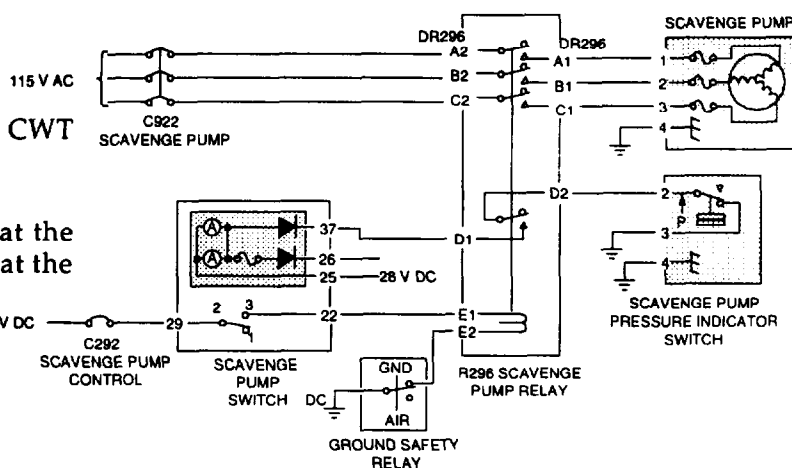 SCAVENGE PUMP
DR296
DR296
A2
A1
1
B2
B1
2
115 V AC
C2
C1
3
C922
SCAVENGE PUMP
CWT
4
D2
2
P
at the
at the
A
37
D1
3
A
26
25
28 V DC
4
V DC
29
2
3
1
22
E1
E2
C292
SCAVENGE PUMP
CONTROL
SCAVENGE
PUMP
SWITCH
DC
GND
AIR
GROUND SAFETY
RELAY
R296 SCAVENGE
PUMP RELAY
SCAVENGE PUMP
PRESSURE INDICATOR
SWITCH